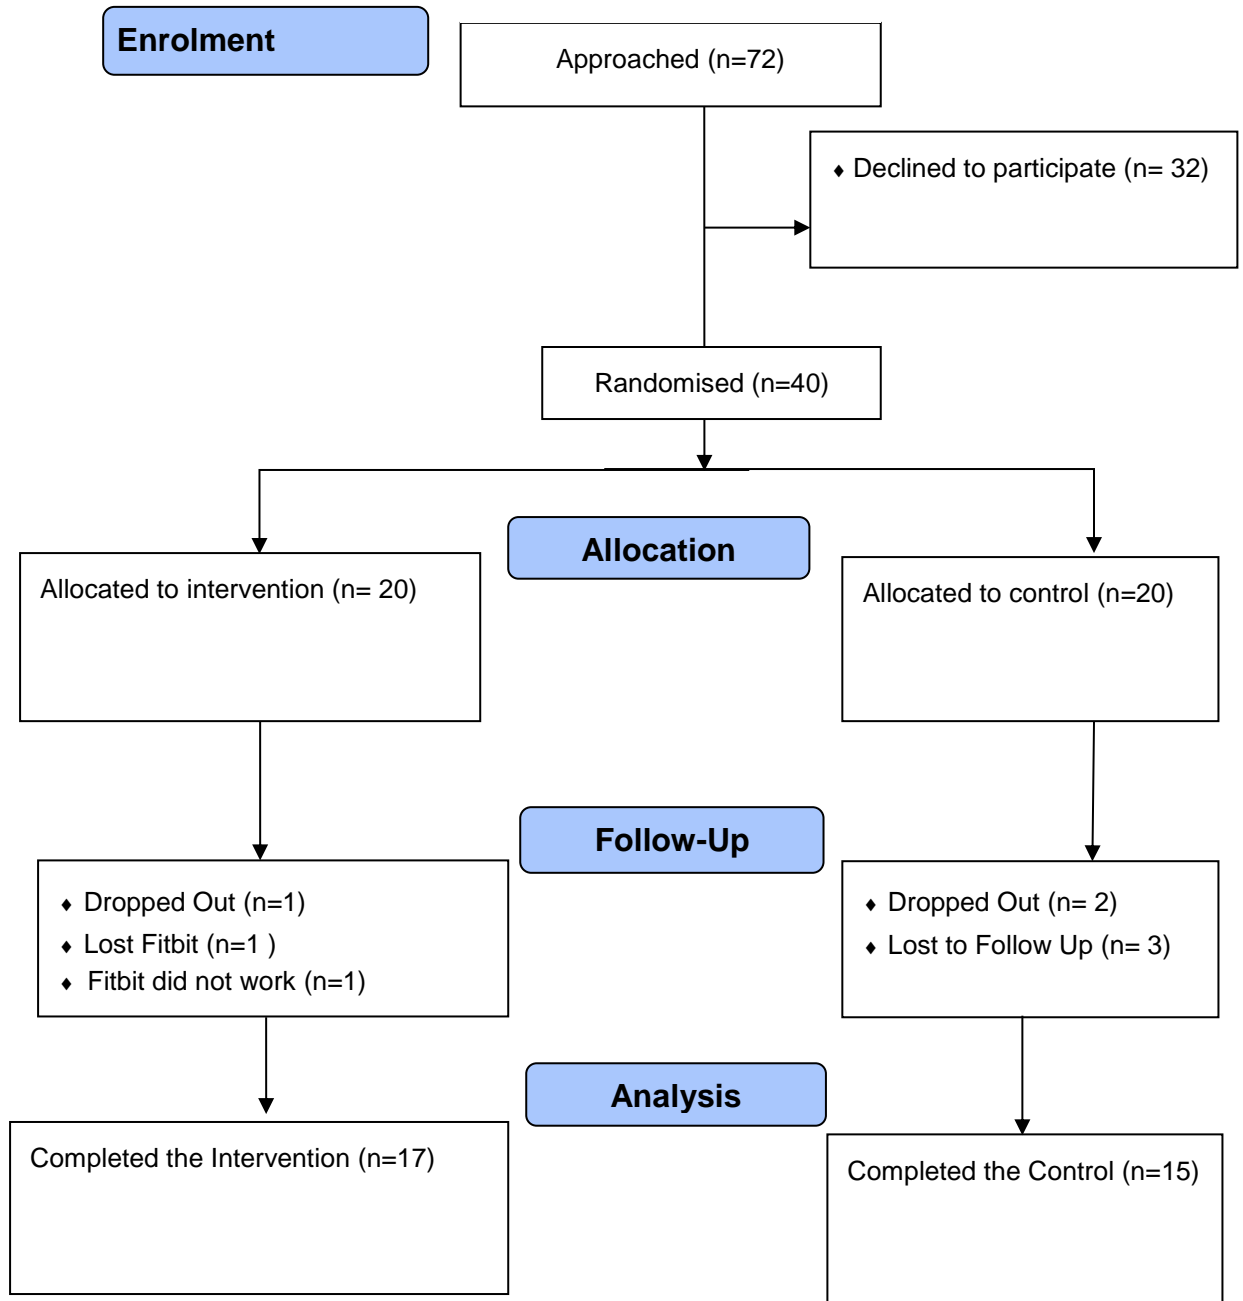 Enrolment
Approached (n=72)
♦ Declined to participate (n= 32)
Randomised (n=40)
Allocation
Allocated to intervention (n= 20)
Allocated to control (n=20)
Follow-Up
♦ Dropped Out (n=1)
♦ Lost Fitbit (n=1 )
♦ Fitbit did not work (n=1)
♦ Dropped Out (n= 2)
♦ Lost to Follow Up (n= 3)
Analysis
Completed the Intervention (n=17)
Completed the Control (n=15)